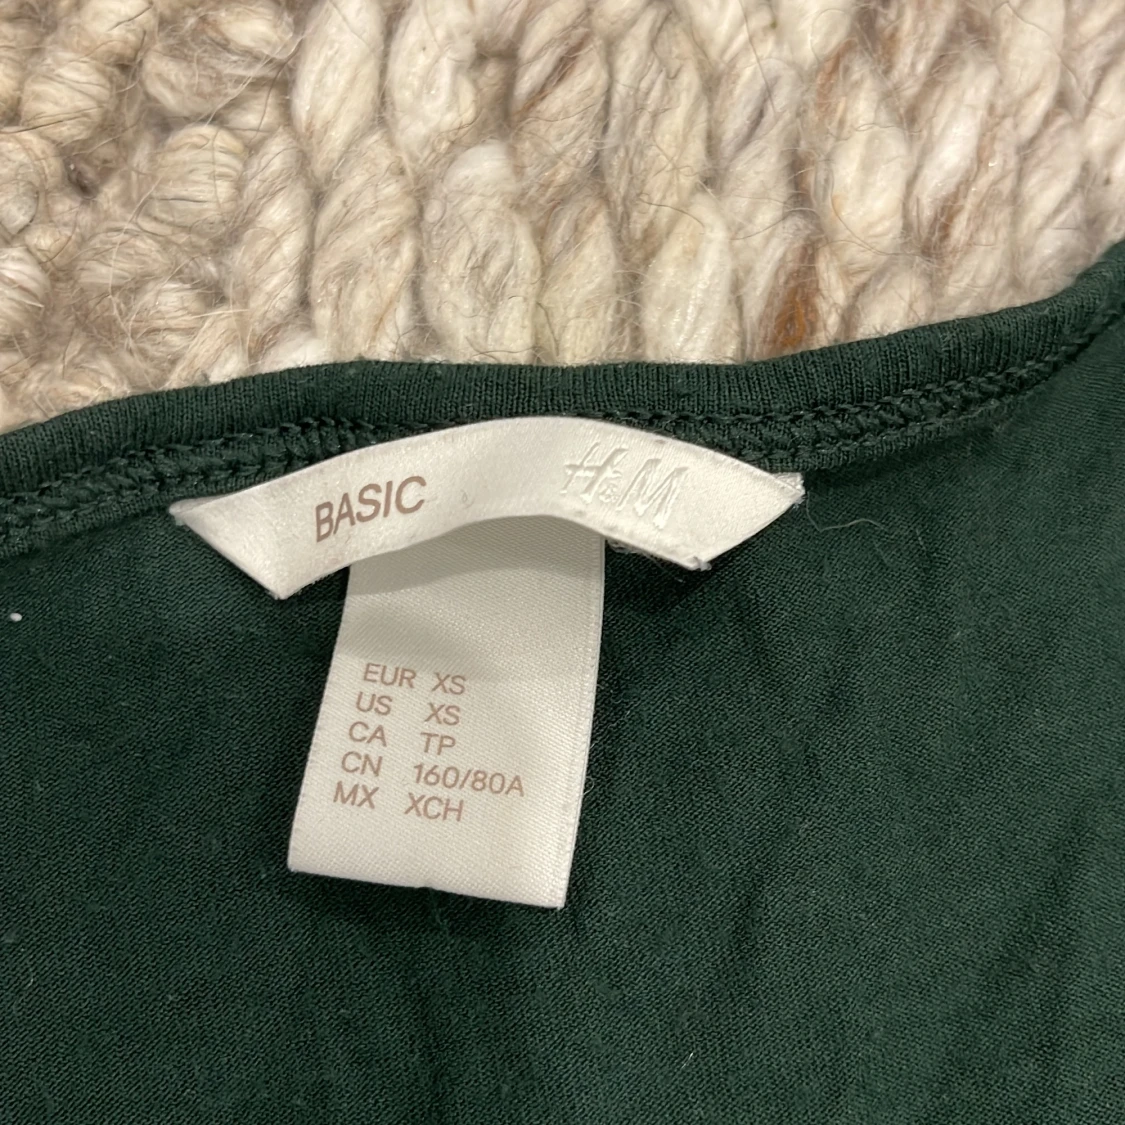 BASIC H&M
EUR XS
US XS
CA TP
CN 160/80A
MX XCH